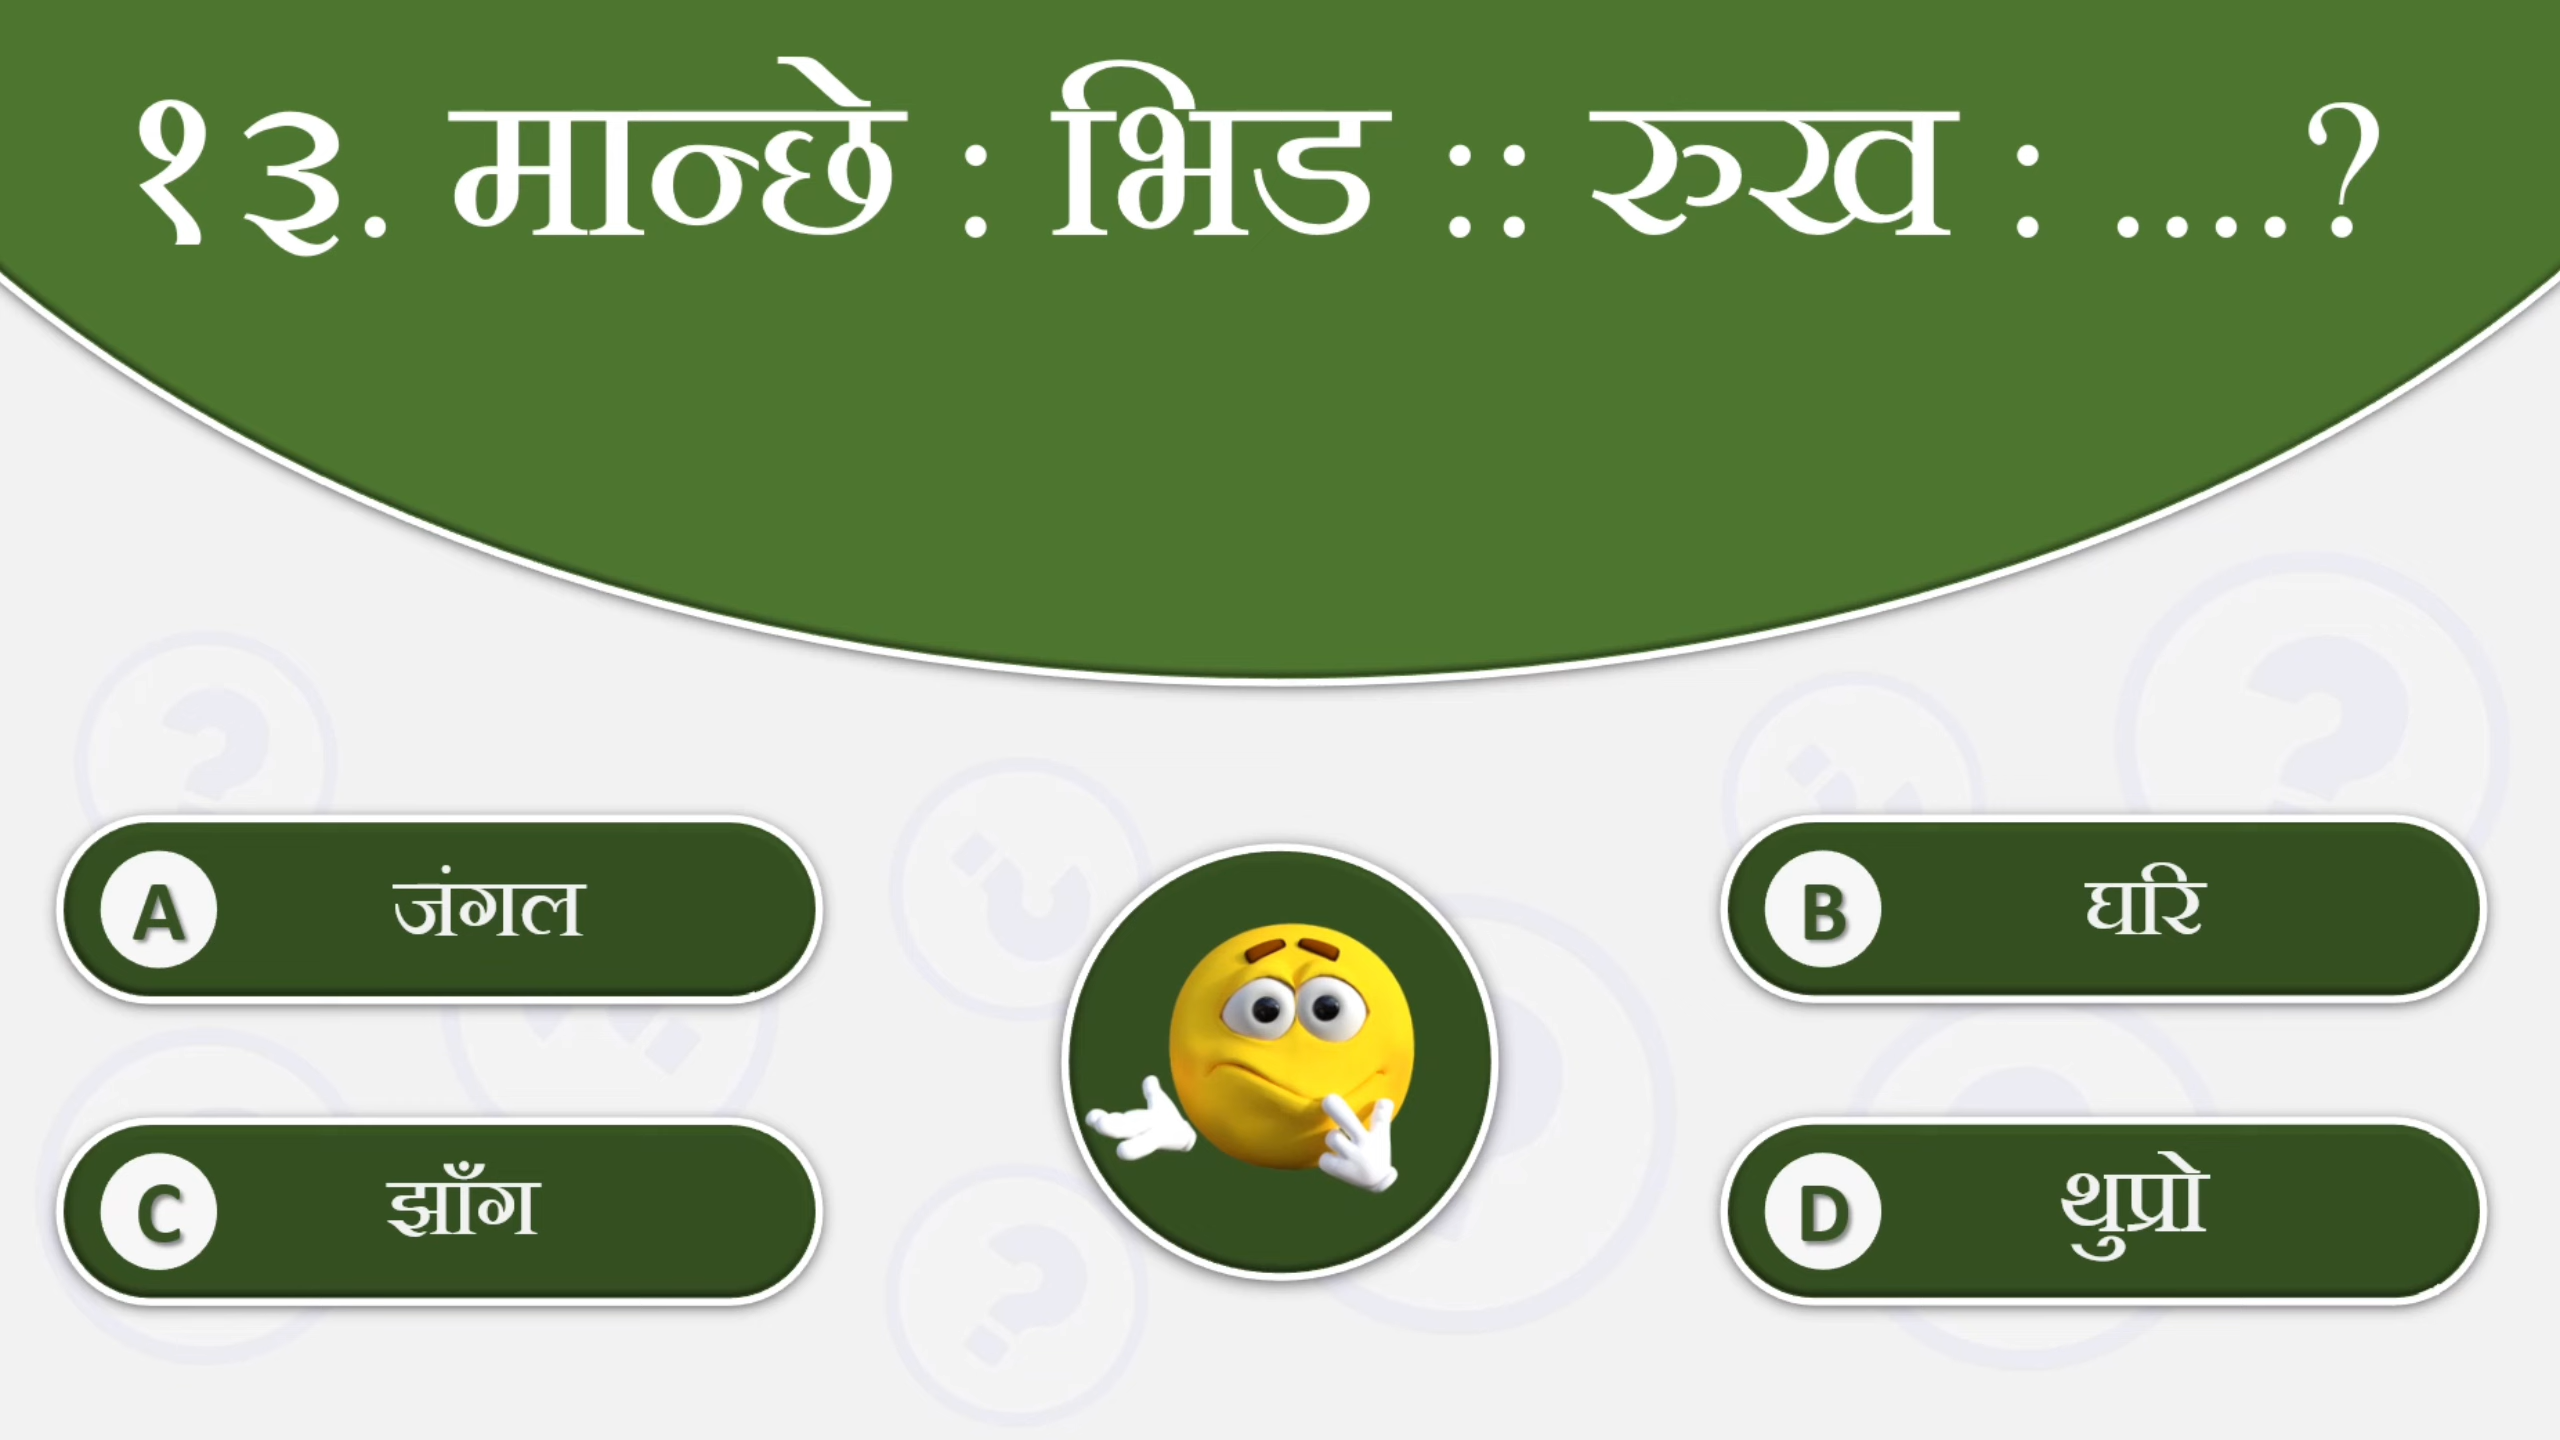 १३. मान्छे : भिड :: रुख : ....?
A जंगल
B घरि
C झाँग
D थुप्रो